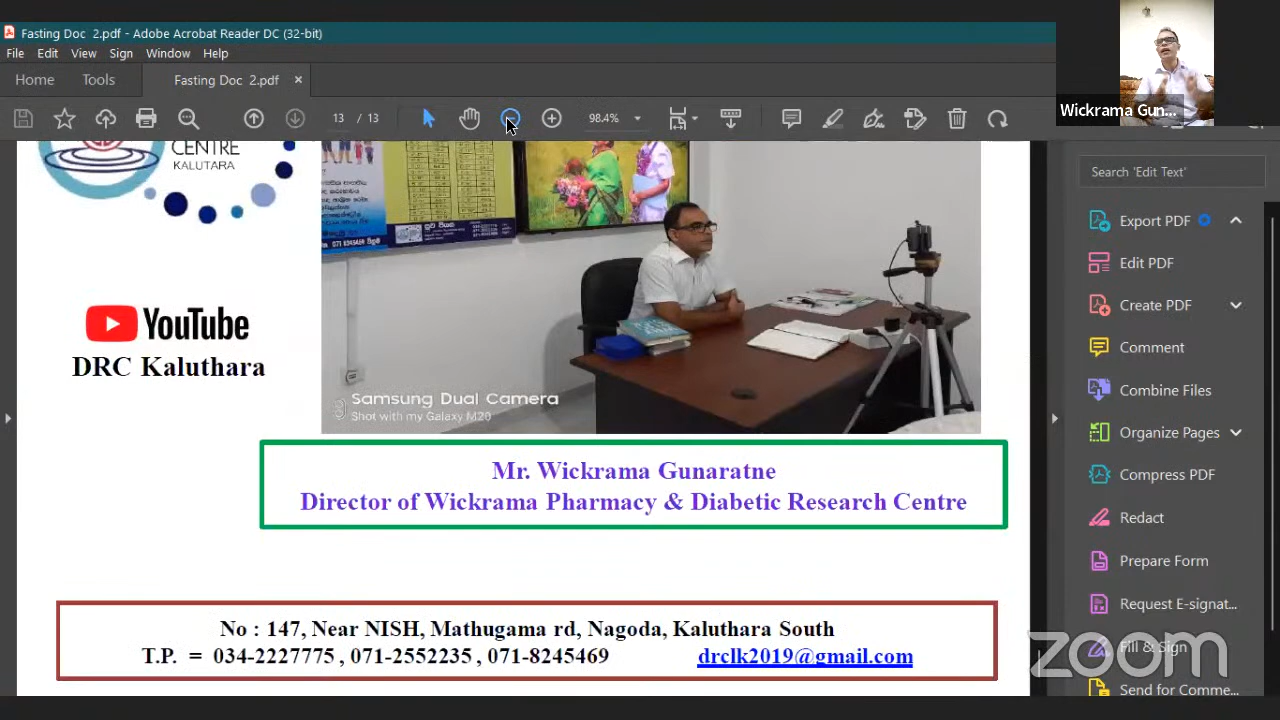 Fasting Doc 2.pdf - Adobe Acrobat Reader DC (32-bit)
File Edit View Sign Window Help
Home Tools Fasting Doc 2.pdf ×
13 / 13 98.4%
Wickrama Gun...
CENTRE
KALUTARA
YouTube
DRC Kaluthara
Samsung Dual Camera
Shot with my Galaxy M20
Mr. Wickrama Gunaratne
Director of Wickrama Pharmacy & Diabetic Research Centre
No : 147, Near NISH, Mathugama rd, Nagoda, Kaluthara South
T.P. = 034-2227775 , 071-2552235 , 071-8245469 drclk2019@gmail.com
Search 'Edit Text'
Export PDF
Edit PDF
Create PDF
Comment
Combine Files
Organize Pages
Compress PDF
Redact
Prepare Form
Request E-signat...
Fill & Sign
Send for Comme...
zoom